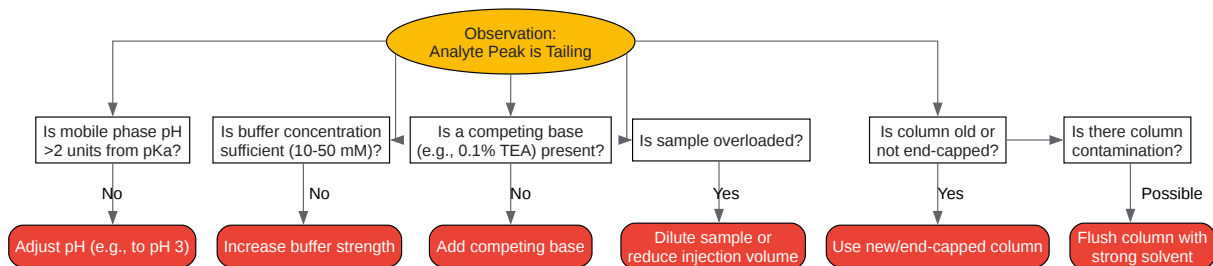 Observation:
Analyte Peak is Tailing
Is mobile phase pH
>2 units from pKa?
Is buffer concentration
sufficient (10-50 mM)?
Is a competing base
(e.g., 0.1% TEA) present?
Is sample overloaded?
Is column old or
not end-capped?
Is there column
contamination?
No
No
No
Yes
Yes
Possible
Adjust pH (e.g., to pH 3)
Increase buffer strength
Add competing base
Dilute sample or
reduce injection volume
Use new/end-capped column
Flush column with
strong solvent